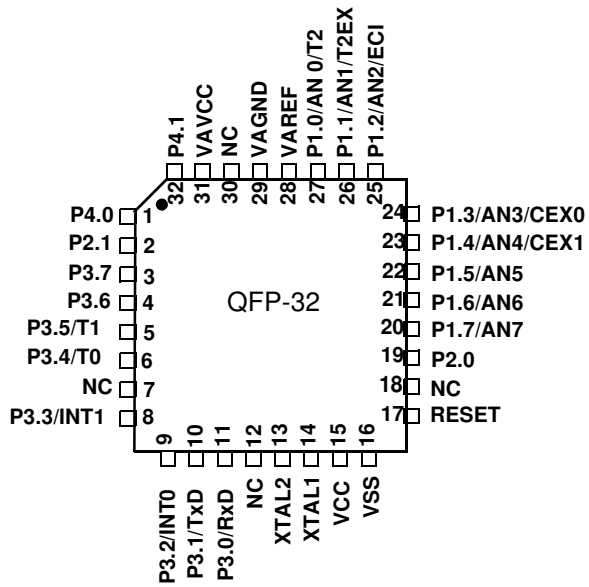 P4.1
VAVCC
NC
VAGND
VAREF
P1.0/AN 0/T2
P1.1/AN1/T2EX
P1.2/AN2/ECI
32
31
30
29
28
27
26
25
P4.0
1
P2.1
2
P3.7
3
P3.6
4
P3.5/T1
5
P3.4/T0
6
NC
7
P3.3/INT1
8
QFP-32
24
P1.3/AN3/CEX0
23
P1.4/AN4/CEX1
22
P1.5/AN5
21
P1.6/AN6
20
P1.7/AN7
19
P2.0
18
NC
17
RESET
9
10
11
12
13
14
15
16
P3.2/INT0
P3.1/TxD
P3.0/RxD
NC
XTAL2
XTAL1
VCC
VSS